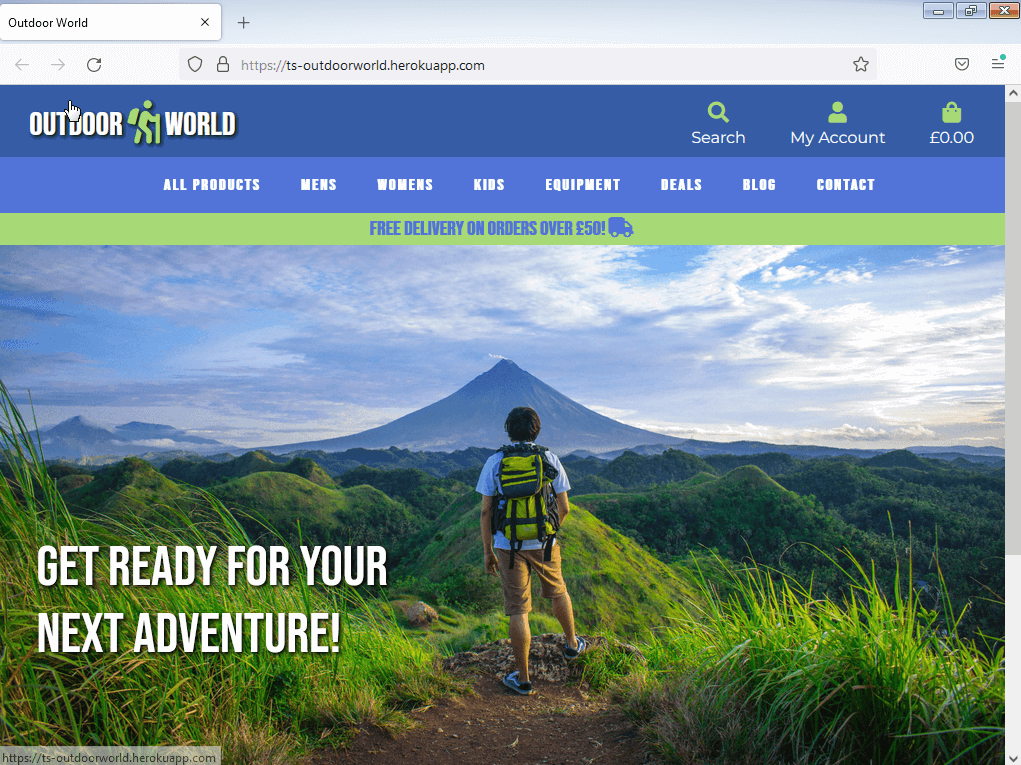 Outdoor World
https://ts-outdoorworld.herokuapp.com
OUTDOOR WORLD
Search
My Account
£0.00
ALL PRODUCTS
MENS
WOMENS
KIDS
EQUIPMENT
DEALS
BLOG
CONTACT
FREE DELIVERY ON ORDERS OVER £50!
GET READY FOR YOUR
NEXT ADVENTURE!
https://ts-outdoorworld.herokuapp.com